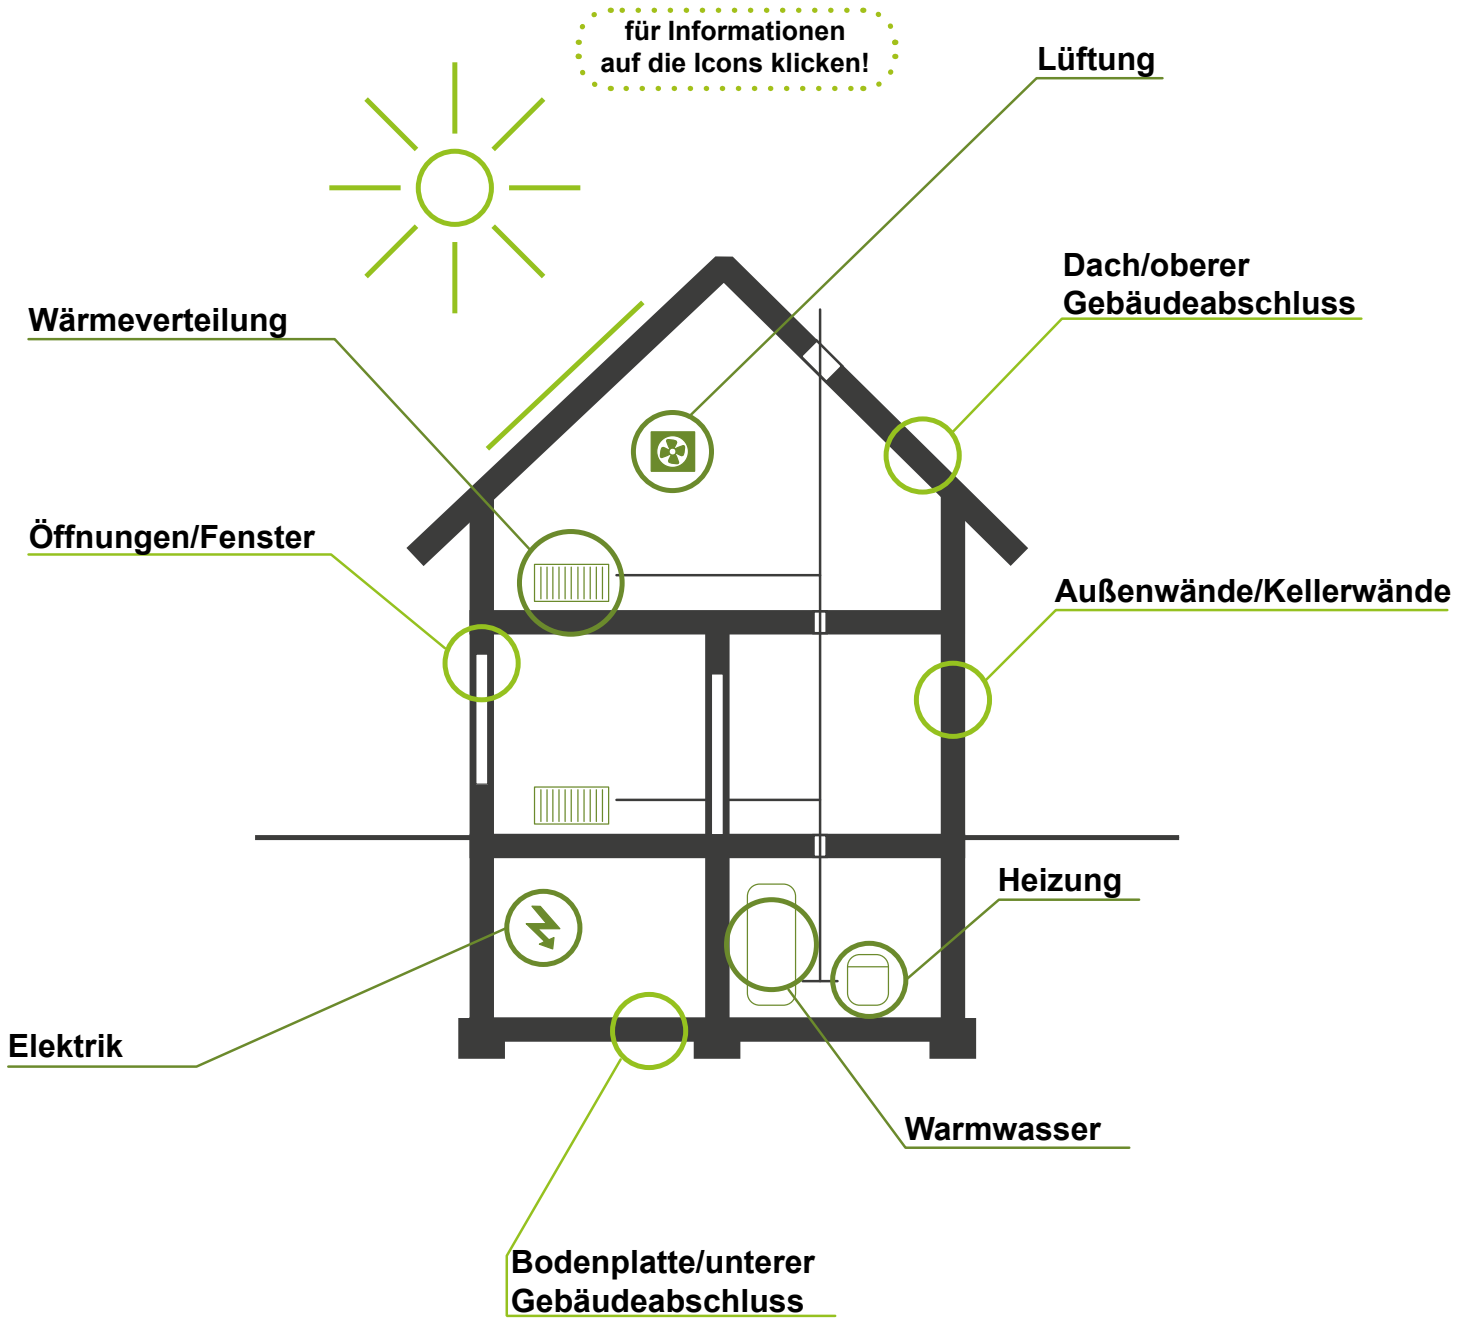 für Informationen
auf die Icons klicken!
Lüftung
Dach/oberer
Gebäudeabschluss
Wärmeverteilung
Öffnungen/Fenster
Außenwände/Kellerwände
Heizung
Elektrik
Warmwasser
Bodenplatte/unterer
Gebäudeabschluss